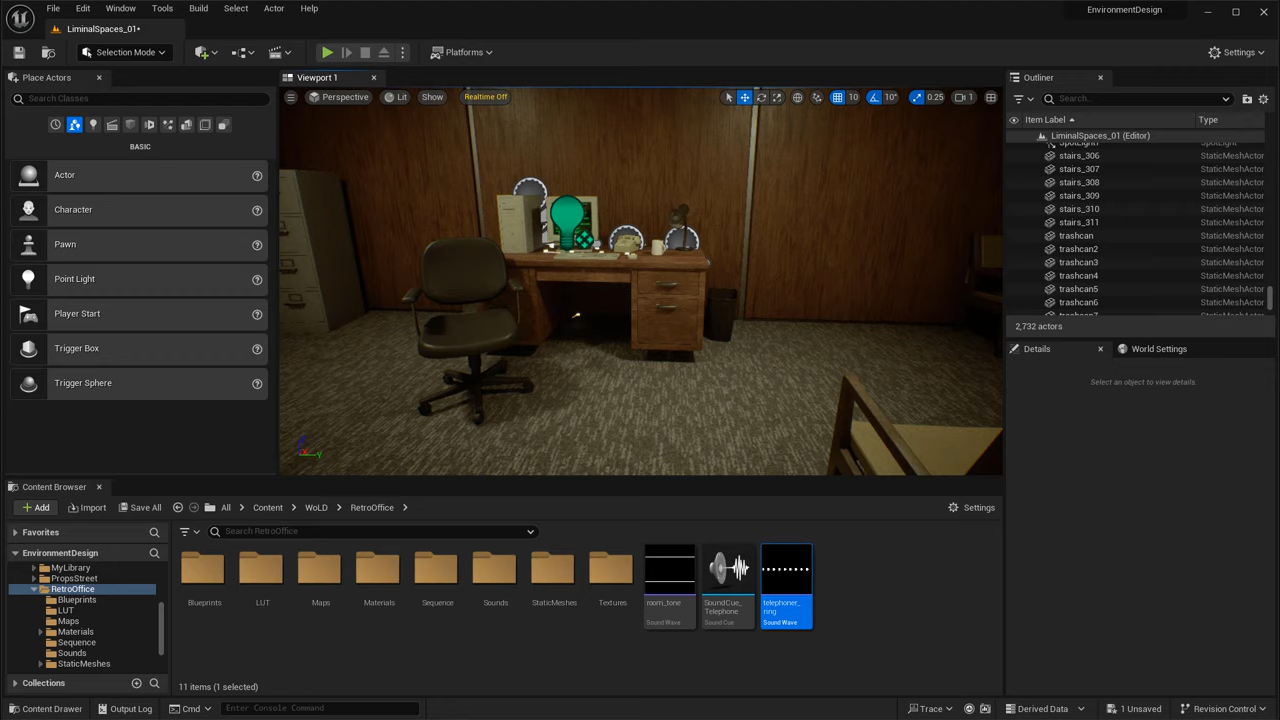 File Edit Window Tools Build Select Actor Help
EnvironmentDesign
LiminalSpaces_01•
Selection Mode
Platforms
Settings
Place Actors
Viewport 1
Outliner
Search Classes
Perspective Lit Show Realtime Off
10 10° 0.25 1
Search...
Item Label Type
BASIC
LiminalSpaces_01 (Editor)
SpotLight1 SpotLight
stairs_306 StaticMeshActor
stairs_307 StaticMeshActor
stairs_308 StaticMeshActor
stairs_309 StaticMeshActor
stairs_310 StaticMeshActor
stairs_311 StaticMeshActor
trashcan StaticMeshActor
trashcan2 StaticMeshActor
trashcan3 StaticMeshActor
trashcan4 StaticMeshActor
trashcan5 StaticMeshActor
trashcan6 StaticMeshActor
trashcan7 StaticMeshActor
2,732 actors
Actor
Character
Pawn
Point Light
Player Start
Trigger Box
Trigger Sphere
Details
World Settings
Select an object to view details.
Y
Content Browser
Add Import Save All All Content WoLD RetroOffice
Settings
Favorites
Search RetroOffice
EnvironmentDesign
MyLibrary
PropsStreet
RetroOffice
Blueprints
LUT
Maps
Materials
Sequence
Sounds
StaticMeshes
Blueprints LUT Maps Materials Sequence Sounds StaticMeshes Textures
room_tone
Sound Wave
SoundCue_
Telephone
Sound Cue
telephoner_
ring
Sound Wave
Collections
11 items (1 selected)
Content Drawer Output Log Cmd Enter Console Command
Trace Derived Data 1 Unsaved Revision Control